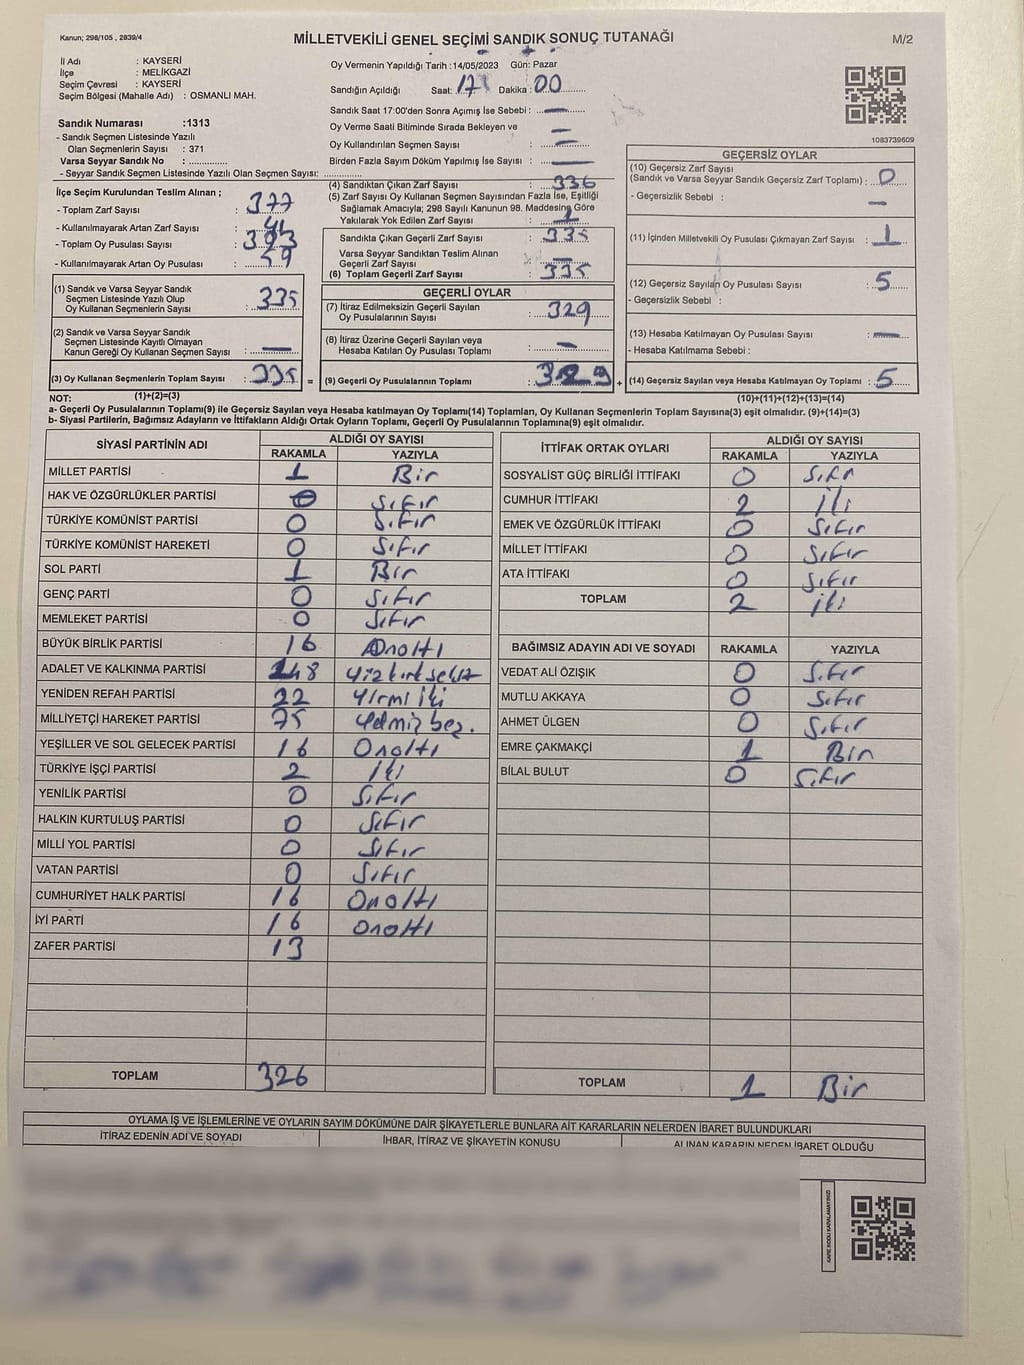 Kanun; 298/105 , 2839/4
MİLLETVEKİLİ GENEL SEÇİMİ SANDIK SONUÇ TUTANAĞI
M/2
İl Adı : KAYSERİ
İlçe : MELİKGAZİ
Seçim Çevresi : KAYSERİ
Seçim Bölgesi (Mahalle Adı) : OSMANLI MAH.
Sandık Numarası :1313
- Sandık Seçmen Listesinde Yazılı
Olan Seçmenlerin Sayısı : 371
Varsa Seyyar Sandık No : ..............
- Seyyar Sandık Seçmen Listesinde Yazılı Olan Seçmen Sayısı: ..............
Oy Vermenin Yapıldığı Tarih :14/05/2023 Gün: Pazar
Sandığın Açıldığı Saat: 17 Dakika : 00
Sandık Saat 17:00'den Sonra Açımış İse Sebebi : —
Oy Verme Saati Bitiminde Sırada Bekleyen ve
Oy Kullandırılan Seçmen Sayısı : —
Birden Fazla Sayım Döküm Yapılmış İse Sayısı : —
1083739609
İlçe Seçim Kurulundan Teslim Alınan ;
- Toplam Zarf Sayısı : 377
- Kullanılmayarak Artan Zarf Sayısı :
- Toplam Oy Pusulası Sayısı : 393
- Kullanılmayarak Artan Oy Pusulası : 59
(4) Sandıktan Çıkan Zarf Sayısı : 336
(5) Zarf Sayısı Oy Kullanan Seçmen Sayısından Fazla İse, Eşitliği
Sağlamak Amacıyla; 298 Sayılı Kanunun 98. Maddesine Göre
Yakılarak Yok Edilen Zarf Sayısı : 1
Sandıkta Çıkan Geçerli Zarf Sayısı : 335
Varsa Seyyar Sandıktan Teslim Alınan
Geçerli Zarf Sayısı : —
(6) Toplam Geçerli Zarf Sayısı : 335
GEÇERSİZ OYLAR
(10) Geçersiz Zarf Sayısı
(Sandık ve Varsa Seyyar Sandık Geçersiz Zarf Toplamı) : 0
- Geçersizlik Sebebi : —
(11) İçinden Milletvekili Oy Pusulası Çıkmayan Zarf Sayısı : 1
(12) Geçersiz Sayılan Oy Pusulası Sayısı : 5
- Geçersizlik Sebebi :
(13) Hesaba Katılmayan Oy Pusulası Sayısı : —
- Hesaba Katılmama Sebebi :
(14) Geçersiz Sayılan veya Hesaba Katılmayan Oy Toplamı : 5
(10)+(11)+(12)+(13)=(14)
(1) Sandık ve Varsa Seyyar Sandık
Seçmen Listesinde Yazılı Olup
Oy Kullanan Seçmenlerin Sayısı : 335
(2) Sandık ve Varsa Seyyar Sandık
Seçmen Listesinde Kayıtlı Olmayan
Kanun Gereği Oy Kullanan Seçmen Sayısı : —
(3) Oy Kullanan Seçmenlerin Toplam Sayısı : 335 =
(1)+(2)=(3)
GEÇERLİ OYLAR
(7) İtiraz Edilmeksizin Geçerli Sayılan
Oy Pusulalarının Sayısı : 329
(8) İtiraz Üzerine Geçerli Sayılan veya
Hesaba Katılan Oy Pusulası Toplamı : —
(9) Geçerli Oy Pusulalarının Toplamı : 329 +
NOT:
a- Geçerli Oy Pusulalarının Toplamı(9) ile Geçersiz Sayılan veya Hesaba katılmayan Oy Toplamı(14) Toplamları, Oy Kullanan Seçmenlerin Toplam Sayısına(3) eşit olmalıdır. (9)+(14)=(3)
b- Siyasi Partilerin, Bağımsız Adayların ve İttifakların Aldığı Ortak Oyların Toplamı, Geçerli Oy Pusulalarının Toplamına(9) eşit olmalıdır.
SİYASİ PARTİNİN ADI ALDIĞI OY SAYISI
RAKAMLA YAZIYLA
MİLLET PARTİSİ 1 Bir
HAK VE ÖZGÜRLÜKLER PARTİSİ 0 Sıfır
TÜRKİYE KOMÜNİST PARTİSİ 0 Sıfır
TÜRKİYE KOMÜNİST HAREKETİ 0 Sıfır
SOL PARTİ 1 Bir
GENÇ PARTİ 0 Sıfır
MEMLEKET PARTİSİ 0 Sıfır
BÜYÜK BİRLİK PARTİSİ 16 Onaltı
ADALET VE KALKINMA PARTİSİ 148 Yüzkırksekiz
YENİDEN REFAH PARTİSİ 22 Yirmi iki
MİLLİYETÇİ HAREKET PARTİSİ 75 Yetmiş beş.
YEŞİLLER VE SOL GELECEK PARTİSİ 16 Onaltı
TÜRKİYE İŞÇİ PARTİSİ 2 İki
YENİLİK PARTİSİ 0 Sıfır
HALKIN KURTULUŞ PARTİSİ 0 Sıfır
MİLLİ YOL PARTİSİ 0 Sıfır
VATAN PARTİSİ 0 Sıfır
CUMHURİYET HALK PARTİSİ 16 Onaltı
İYİ PARTİ 16 Onaltı
ZAFER PARTİSİ 13
TOPLAM 326
İTTİFAK ORTAK OYLARI ALDIĞI OY SAYISI
RAKAMLA YAZIYLA
SOSYALİST GÜÇ BİRLİĞİ İTTİFAKI 0 Sıfır
CUMHUR İTTİFAKI 2 iki
EMEK VE ÖZGÜRLÜK İTTİFAKI 0 Sıfır
MİLLET İTTİFAKI 0 Sıfır
ATA İTTİFAKI 0 Sıfır
TOPLAM 2 iki
BAĞIMSIZ ADAYIN ADI VE SOYADI RAKAMLA YAZIYLA
VEDAT ALİ ÖZIŞIK 0 Sıfır
MUTLU AKKAYA 0 Sıfır
AHMET ÜLGEN 0 Sıfır
EMRE ÇAKMAKÇİ 1 Bir
BİLAL BULUT 0 Sıfır
TOPLAM 1 Bir
OYLAMA İŞ VE İŞLEMLERİNE VE OYLARIN SAYIM DÖKÜMÜNE DAİR ŞİKAYETLERLE BUNLARA AİT KARARLARIN NELERDEN İBARET BULUNDUKLARI
İTİRAZ EDENİN ADI VE SOYADI İHBAR, İTİRAZ VE ŞİKAYETİN KONUSU ALINAN KARARIN NEDEN İBARET OLDUĞU
KARE KODU KARALAMAYINIZ!